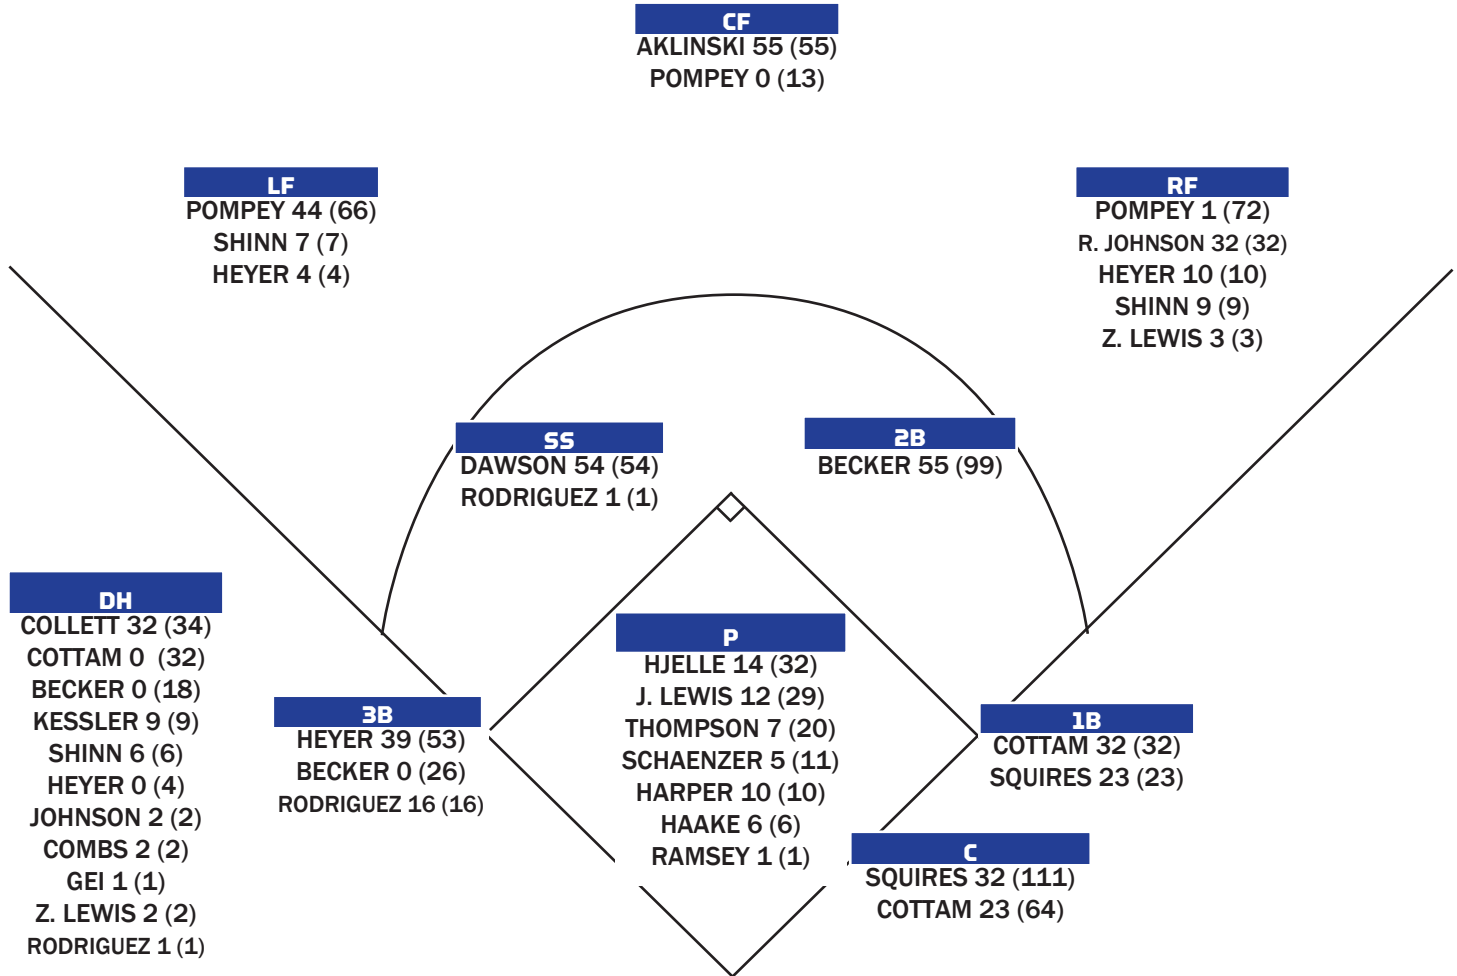 CF
AKLINSKI 55 (55)
POMPEY 0 (13)
LF
POMPEY 44 (66)
SHINN 7 (7)
HEYER 4 (4)
RF
POMPEY 1 (72)
R. JOHNSON 32 (32)
HEYER 10 (10)
SHINN 9 (9)
Z. LEWIS 3 (3)
SS
DAWSON 54 (54)
RODRIGUEZ 1 (1)
2B
BECKER 55 (99)
DH
COLLETT 32 (34)
COTTAM 0 (32)
BECKER 0 (18)
KESSLER 9 (9)
SHINN 6 (6)
HEYER 0 (4)
JOHNSON 2 (2)
COMBS 2 (2)
GEI 1 (1)
Z. LEWIS 2 (2)
RODRIGUEZ 1 (1)
3B
HEYER 39 (53)
BECKER 0 (26)
RODRIGUEZ 16 (16)
P
HJELLE 14 (32)
J. LEWIS 12 (29)
THOMPSON 7 (20)
SCHAENZER 5 (11)
HARPER 10 (10)
HAAKE 6 (6)
RAMSEY 1 (1)
1B
COTTAM 32 (32)
SQUIRES 23 (23)
C
SQUIRES 32 (111)
COTTAM 23 (64)